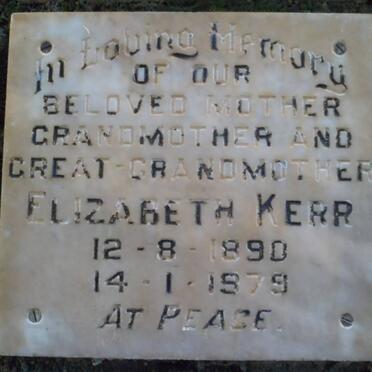 In Loving Memory
OF OUR
BELOVED MOTHER
GRANDMOTHER AND
GREAT-GRANDMOTHER
ELIZABETH KERR
12-8-1890
14-1-1979
AT PEACE.